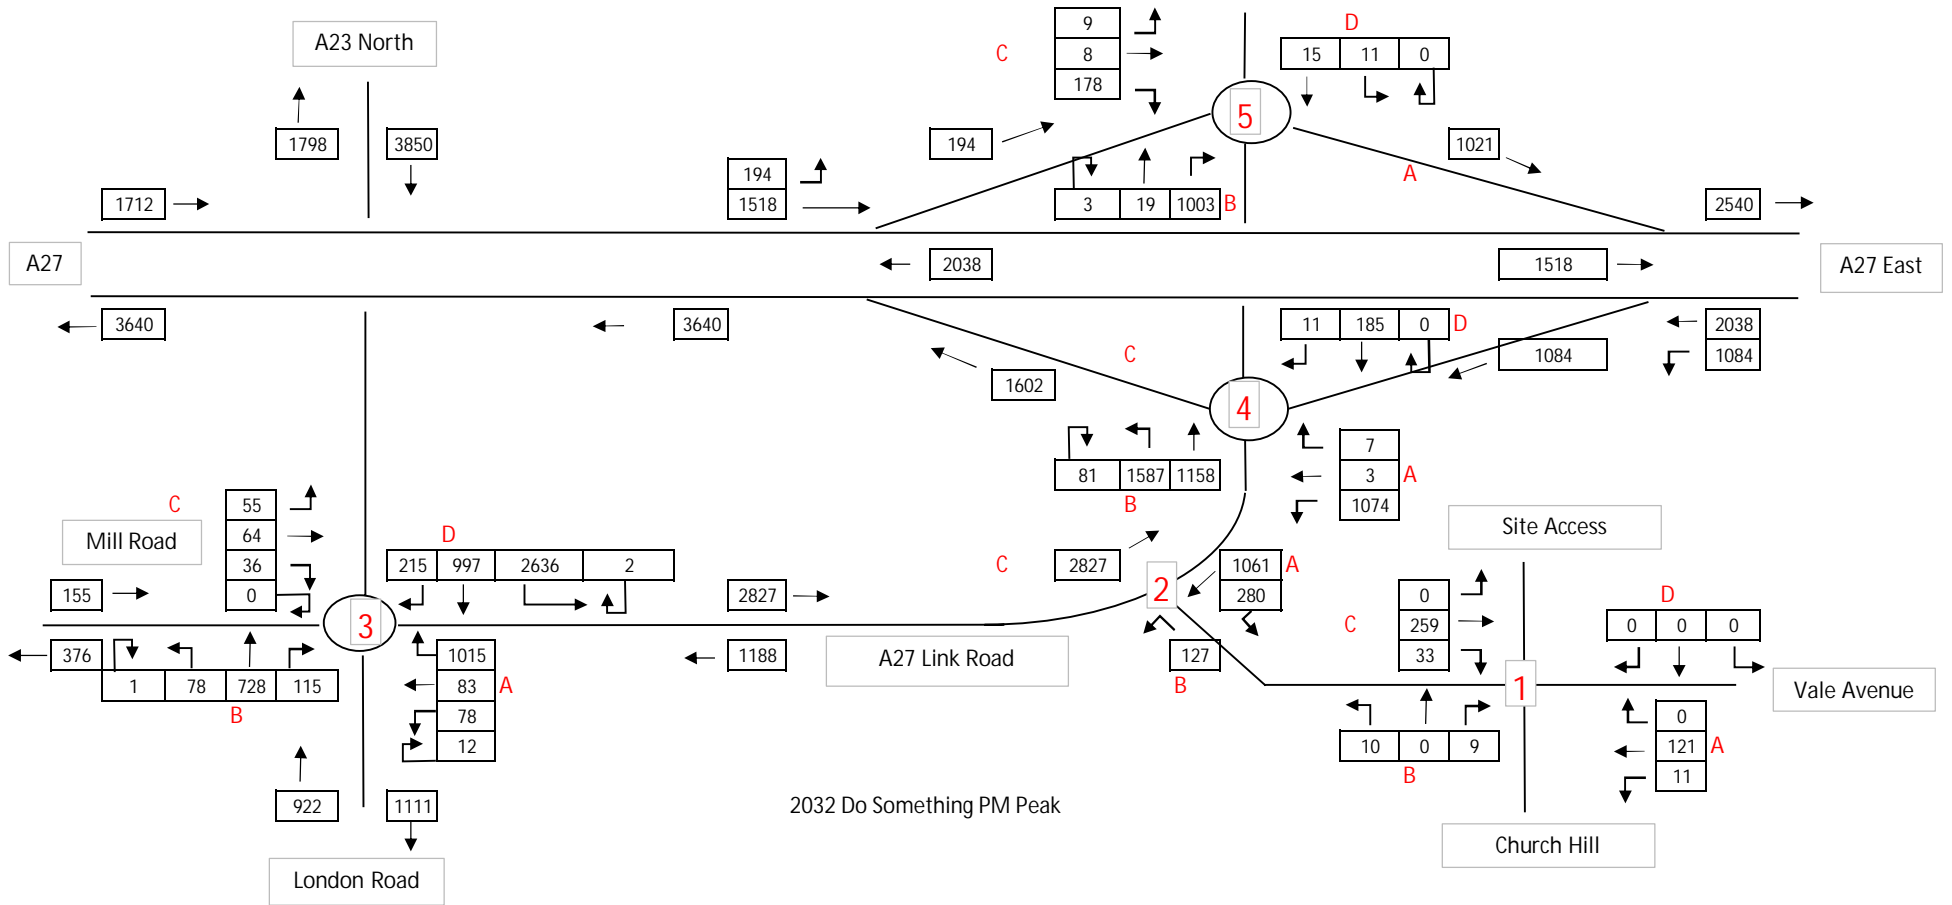 9
D
A23 North
C
8
15 11 0
178
5
1798
3850
194
1021
194
A
1712
1518
3 19 1003 B
2540
A27
2038
1518
A27 East
3640
3640
11 185 0 D
2038
C
1084
1084
1602
4
7
81 1587 1158
3 A
B
1074
C
55
Site Access
64
D
Mill Road
36
215 997 2636 2
C
2827
1061 A
155
0
2827
2
280
0
D
3
C
259
0 0 0
376
1015
1188
A27 Link Road
127
33
1 78 728 115
83 A
B
1
Vale Avenue
B
78
0
12
10 0 9
121 A
B
11
922
1111
2032 Do Something PM Peak
Church Hill
London Road